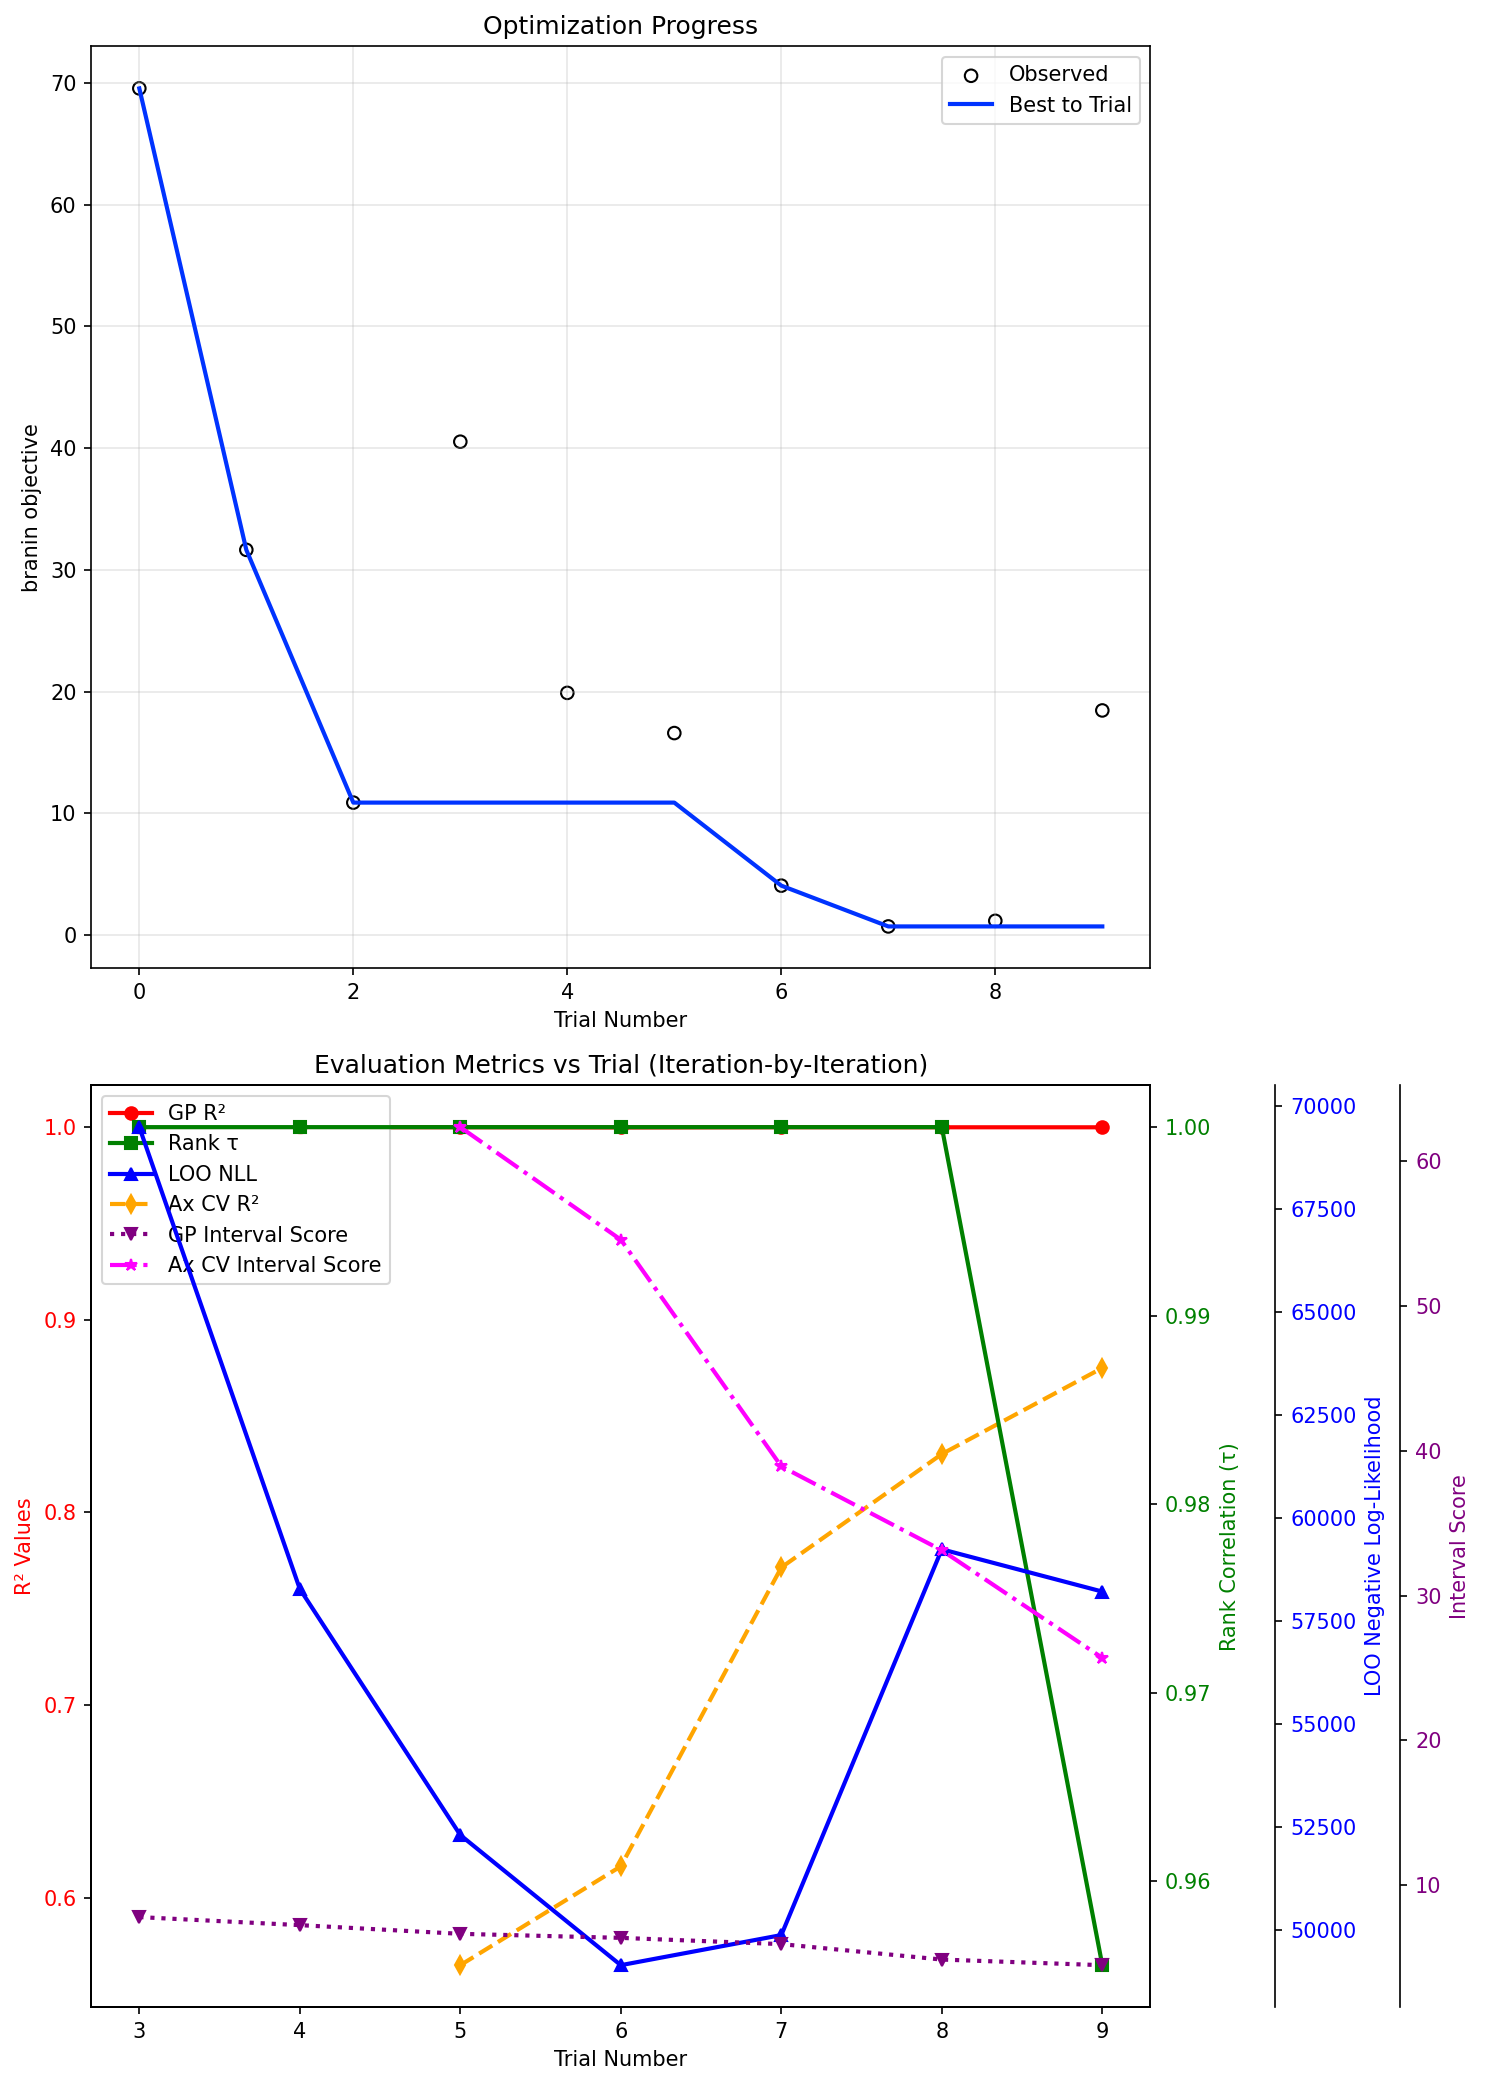 Optimization Progress
Observed
Best to Trial
70
60
50
40
30
20
10
0
branin objective
0 2 4 6 8
Trial Number
Evaluation Metrics vs Trial (Iteration-by-Iteration)
GP R²
Rank τ
LOO NLL
Ax CV R²
GP Interval Score
Ax CV Interval Score
1.0
0.9
0.8
0.7
0.6
R² Values
1.00
0.99
0.98
0.97
0.96
Rank Correlation (τ)
70000
67500
65000
62500
60000
57500
55000
52500
50000
LOO Negative Log-Likelihood
60
50
40
30
20
10
Interval Score
3 4 5 6 7 8 9
Trial Number